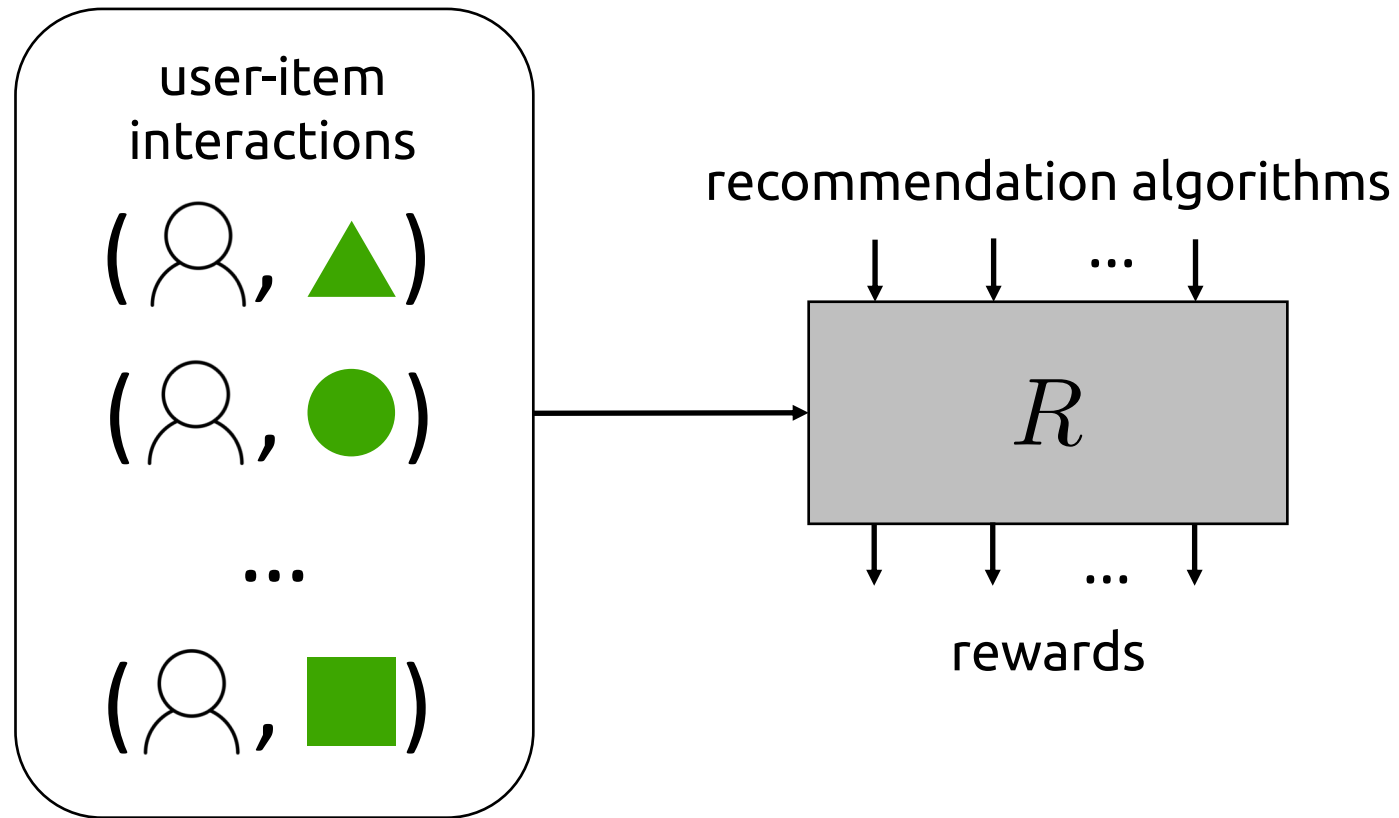 user-item
interactions
( , )
( , )
...
( , )
recommendation algorithms
...
R
...
rewards